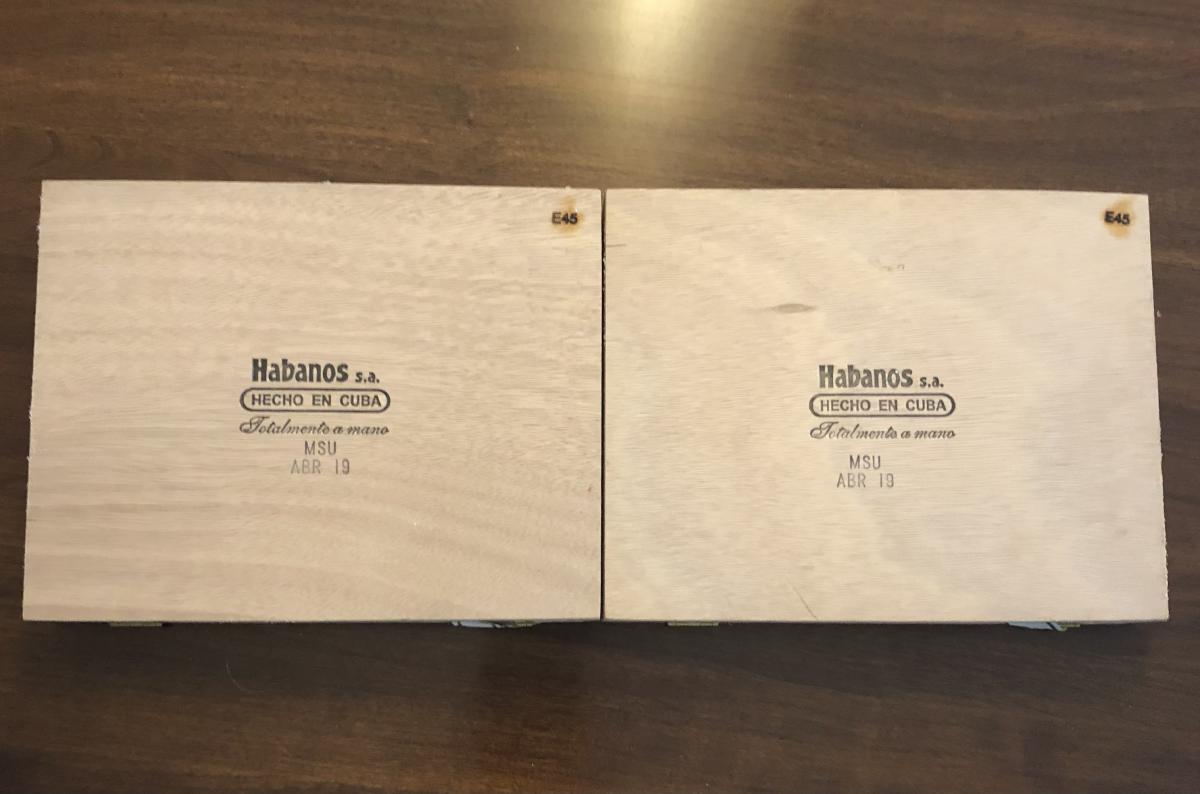 E45
Habanos s.a.
HECHO EN CUBA
Totalmente a mano
MSU
ABR 19
E45
Habanos s.a.
HECHO EN CUBA
Totalmente a mano
MSU
ABR 19